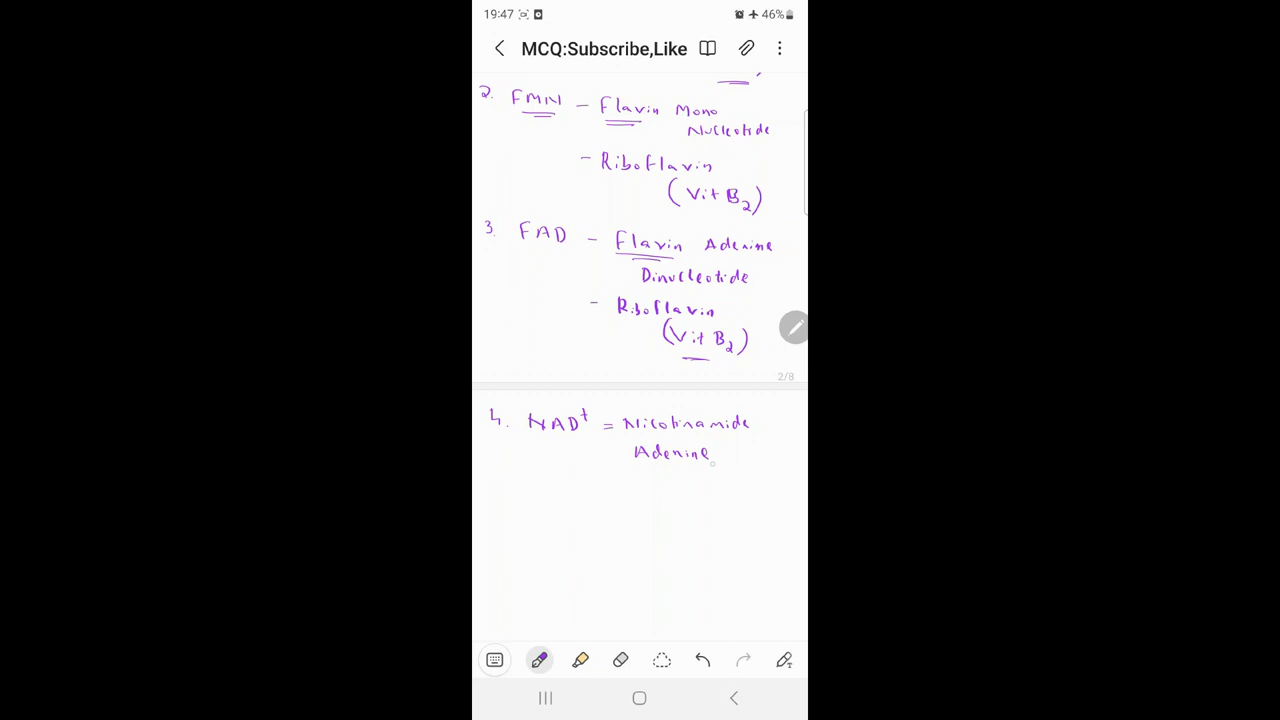 19:47 46%
MCQ:Subscribe,Like
2. FMN - Flavin Mono
Nucleotide
- Riboflavin
(Vit B2)
3. FAD - Flavin Adenine
Dinucleotide
- Riboflavin
(Vit B2)
2/8
4. NAD+ = Nicotinamide
Adenine